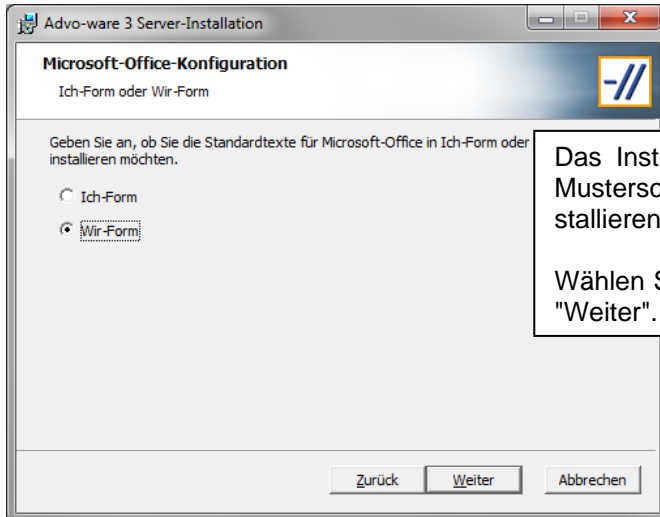 Advo-ware 3 Server-Installation
Microsoft-Office-Konfiguration
Ich-Form oder Wir-Form
Geben Sie an, ob Sie die Standardtexte für Microsoft-Office in Ich-Form oder
installieren möchten.
Ich-Form
Wir-Form
Das
stallieren
Wählen
"Weiter".
Zurück Weiter Abbrechen